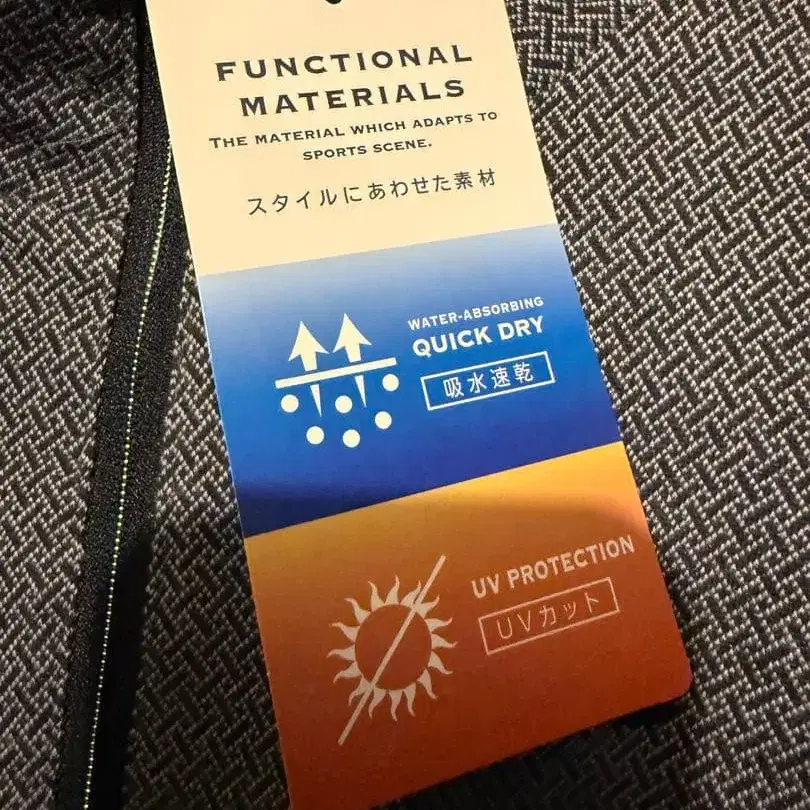 FUNCTIONAL
MATERIALS
THE MATERIAL WHICH ADAPTS TO
SPORTS SCENE.
スタイルにあわせた素材
WATER-ABSORBING
QUICK DRY
吸水速乾
UV PROTECTION
UVカット